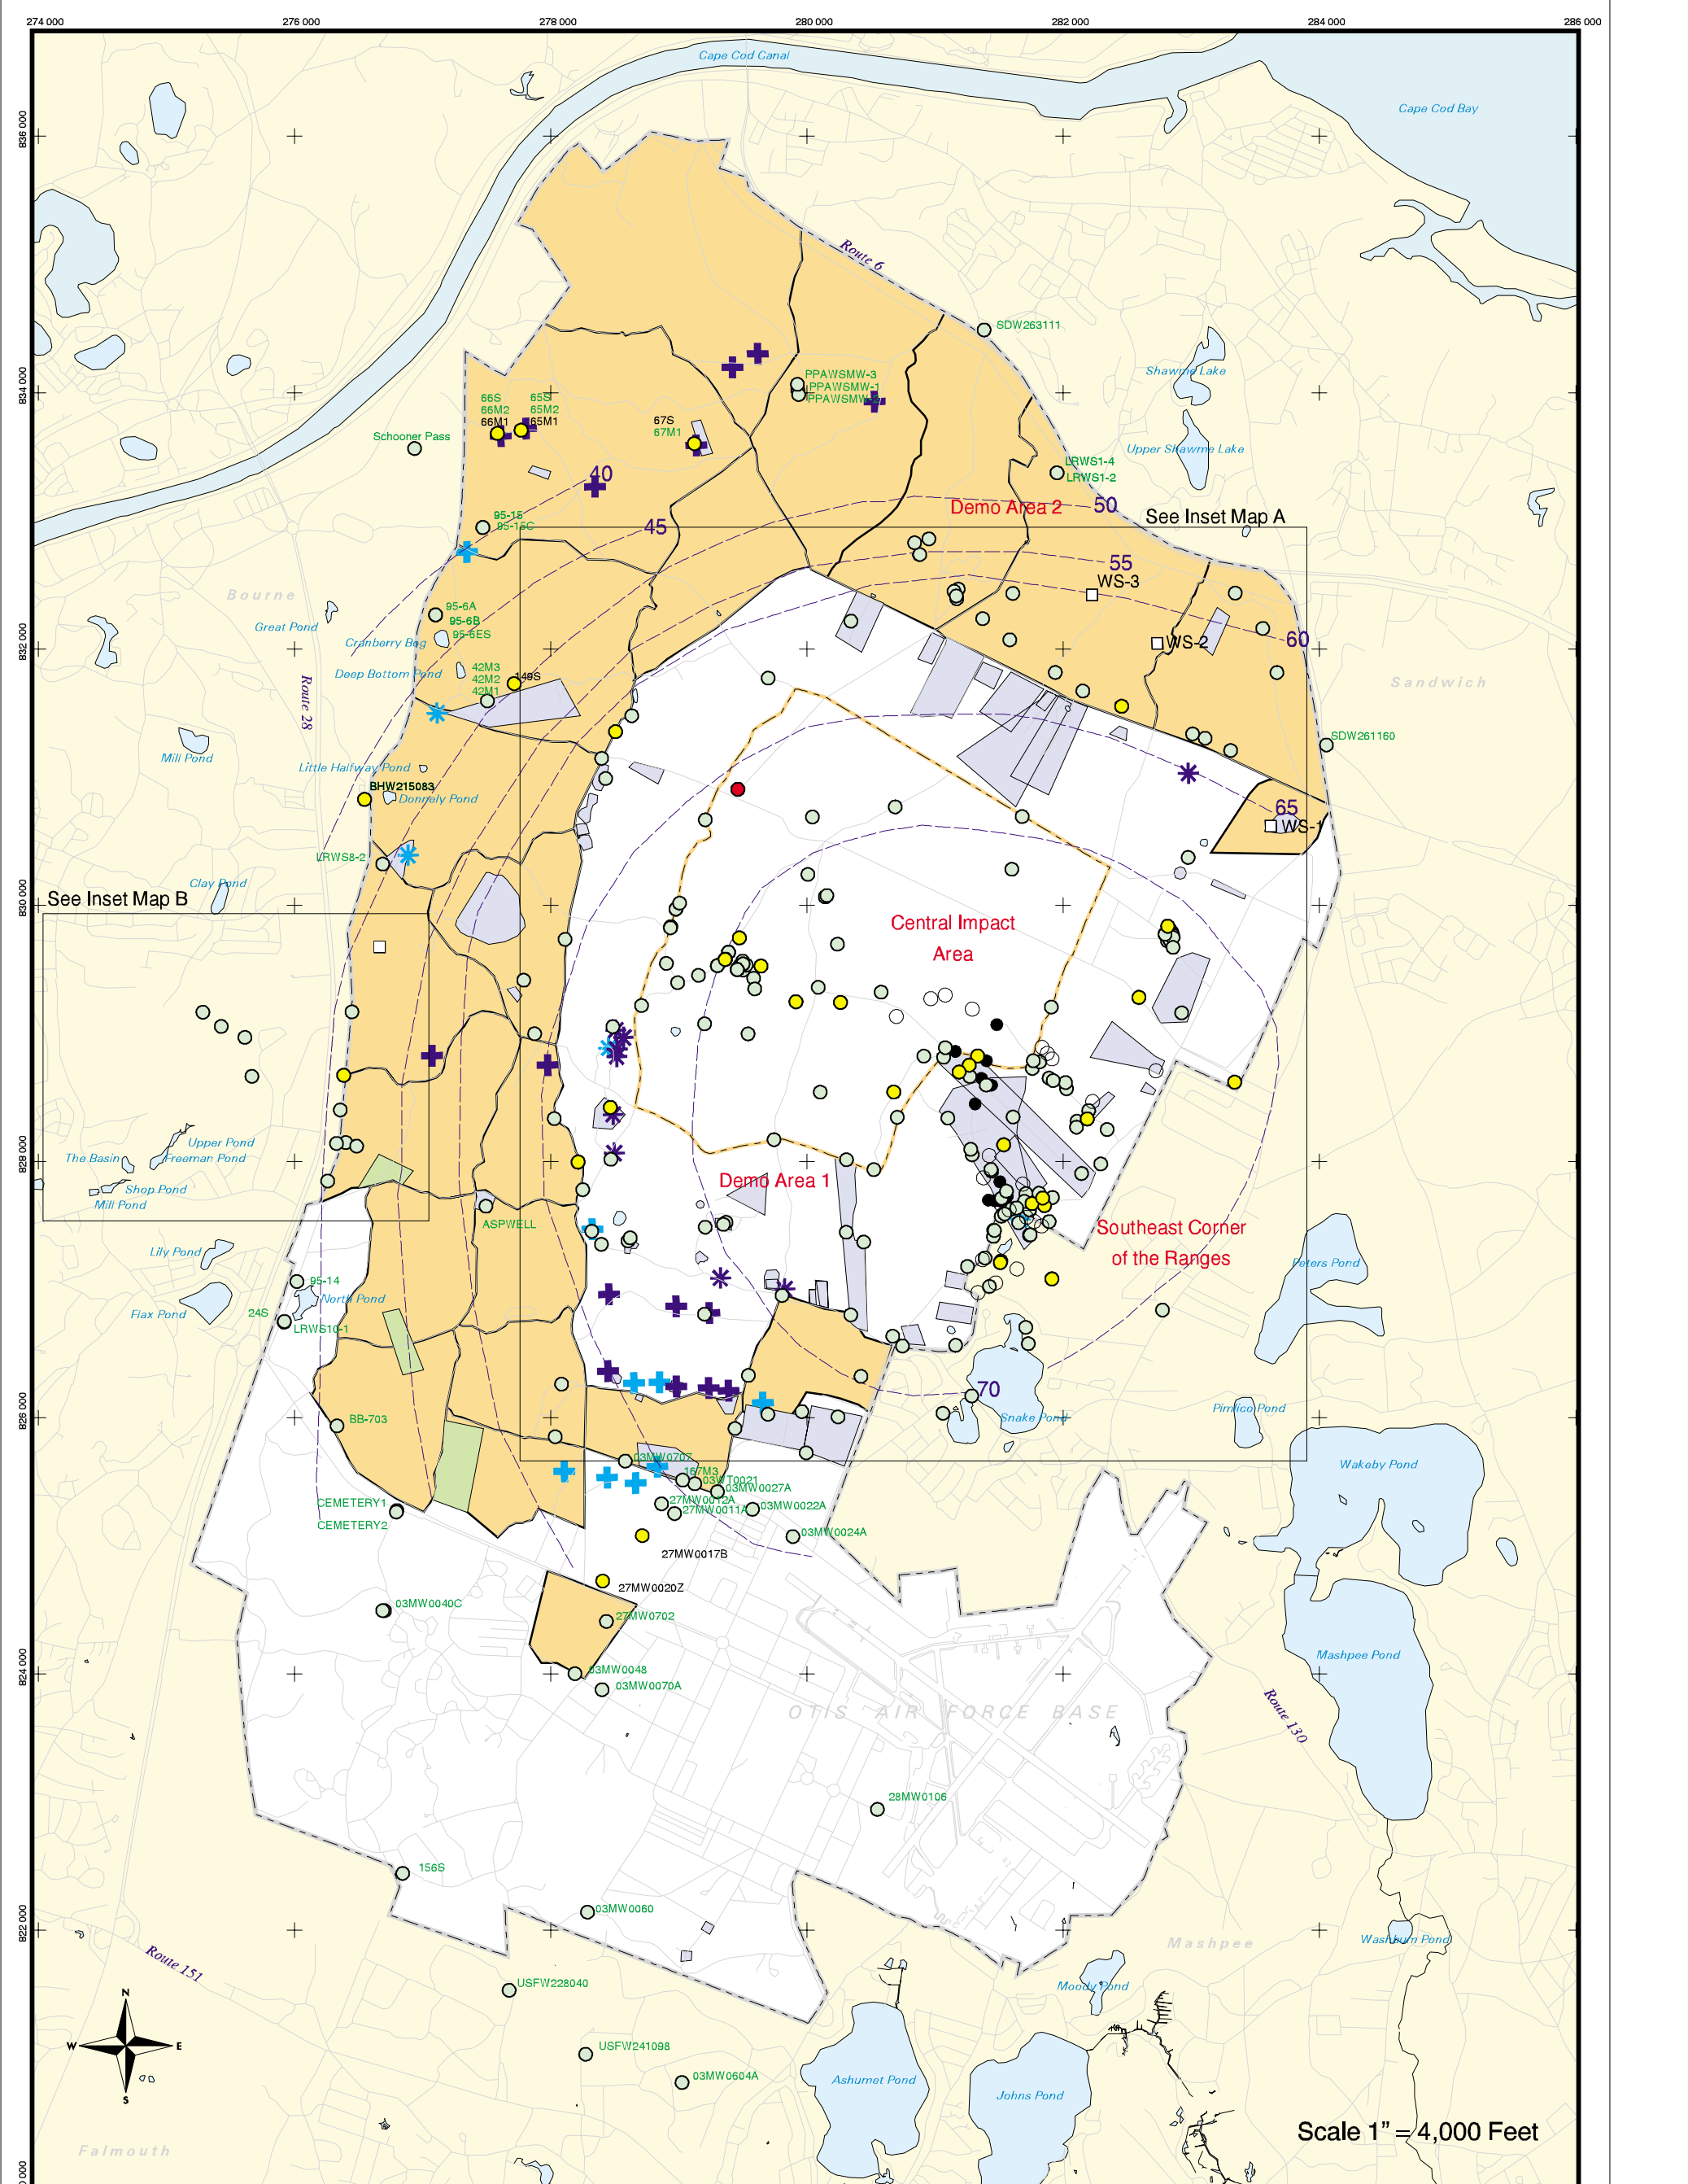 274 000
276 000
278 000
280 000
282 000
284 000
286 000
Cape Cod Canal
Cape Cod Bay
836 000
Route 6
SDW263111
Shawme Lake
834 000
PPAWSMW-3
PPAWSMW-1
PPAWSMW-2
66S
66M2
66M1
65S
65M2
65M1
67S
67M1
Schooner Pass
Upper Shawme Lake
LRWS1-4
LRWS1-2
40
Demo Area 2
50
See Inset Map A
95-15
95-15C
45
55
WS-3
Bourne
Great Pond
95-6A
95-6B
95-6ES
Cranberry Bog
832 000
WS-2
60
Deep Bottom Pond
42M3
42M2
42M1
149S
Sandwich
Route 28
SDW261160
Mill Pond
Little Halfway Pond
BHW215083
Donnely Pond
65
WS-1
LRWS8-2
Clay Pond
See Inset Map B
830 000
Central Impact
Area
Upper Pond
The Basin
Freeman Pond
828 000
Shop Pond
Mill Pond
Demo Area 1
ASPWELL
Southeast Corner
of the Ranges
Lily Pond
Peters Pond
95-14
North Pond
Flax Pond
24S
LRWS10-1
70
826 000
BB-703
Snake Pond
Pimlico Pond
03MW0707
167M3
03WT0021
03MW0027A
Wakeby Pond
CEMETERY1
CEMETERY2
27MW0012A
27MW0011A
03MW0022A
03MW0024A
27MW0017B
27MW0020Z
03MW0040C
27MW0702
Mashpee Pond
824 000
03MW0048
03MW0070A
OTIS AIR FORCE BASE
Route 130
28MW0106
156S
03MW0060
822 000
Mashpee
Washburn Pond
Route 151
Moody Pond
USFW228040
N
W
E
S
USFW241098
03MW0604A
Ashumet Pond
Johns Pond
Scale 1" = 4,000 Feet
Falmouth